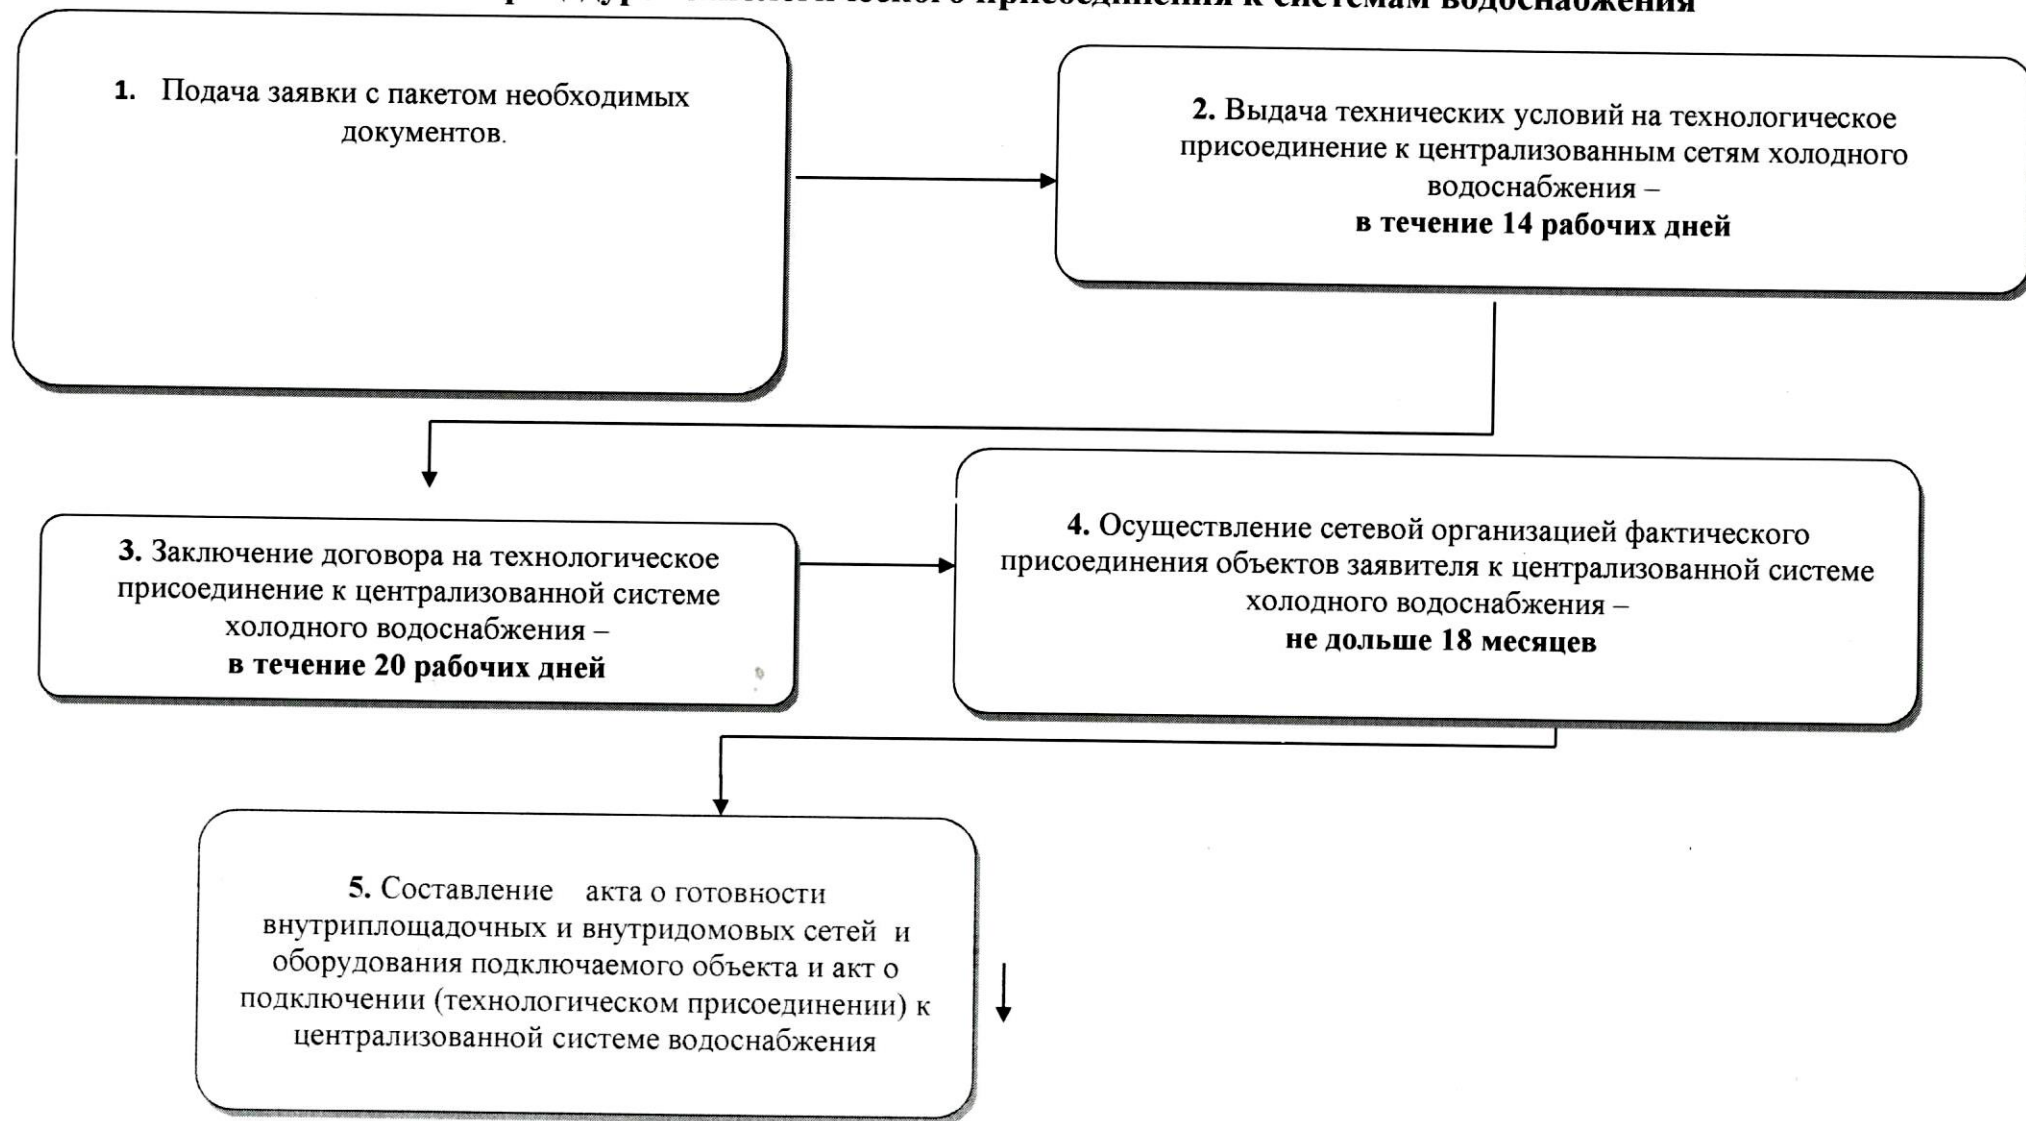 присоединения к системам водоснабжения
1. Подача заявки с пакетом необходимых
документов.
2. Выдача технических условий на технологическое
присоединение к централизованным сетям холодного
водоснабжения –
в течение 14 рабочих дней
3. Заключение договора на технологическое
присоединение к централизованной системе
холодного водоснабжения –
в течение 20 рабочих дней
4. Осуществление сетевой организацией фактического
присоединения объектов заявителя к централизованной системе
холодного водоснабжения –
не дольше 18 месяцев
5. Составление акта о готовности
внутриплощадочных и внутридомовых сетей и
оборудования подключаемого объекта и акт о
подключении (технологическом присоединении) к
централизованной системе водоснабжения